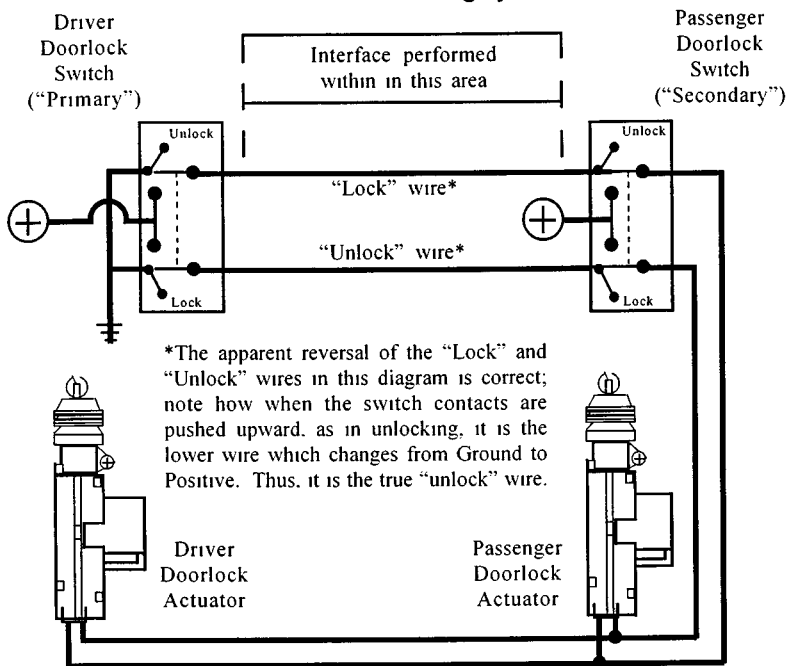 Driver
Doorlock
Switch
("Primary")
Interface performed
within in this area
Passenger
Doorlock
Switch
("Secondary")
Unlock
Unlock
"Lock" wire*
"Unlock" wire*
Lock
Lock
*The apparent reversal of the "Lock" and
"Unlock" wires in this diagram is correct;
note how when the switch contacts are
pushed upward, as in unlocking, it is the
lower wire which changes from Ground to
Positive. Thus, it is the true "unlock" wire.
Driver
Doorlock
Actuator
Passenger
Doorlock
Actuator